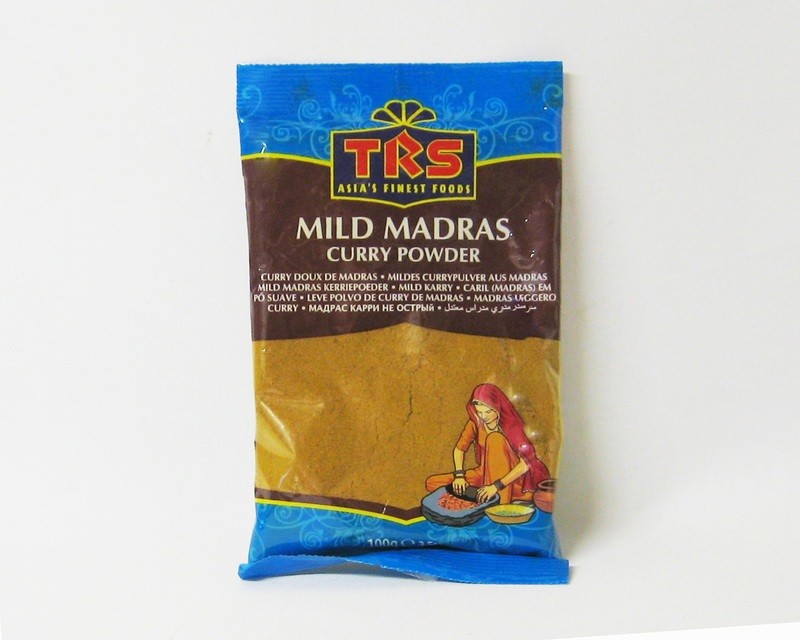 TRS
ASIA'S FINEST FOODS
MILD MADRAS
CURRY POWDER
CURRY DOUX DE MADRAS • MILDES CURRYPULVER AUS MADRAS
MILD MADRAS KERRIEPOEDER • MILD KARRY • CARIL (MADRAS) EM
PÓ SUAVE • LEVE POLVO DE CURRY DE MADRAS • MADRAS LEGGERO
CURRY • МАДРАС КАРРИ НЕ ОСТРЫЙ • مدراس معتدل
100g ℮